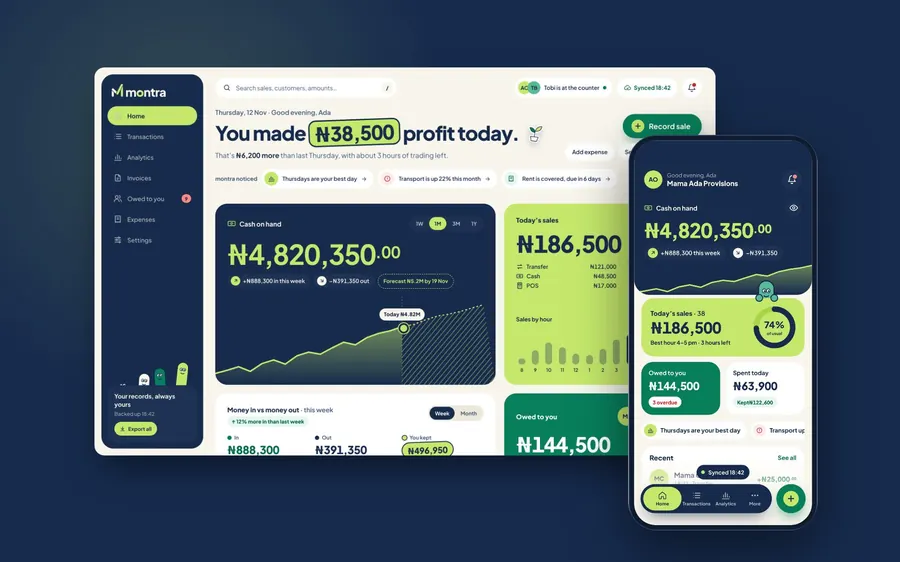 montra
Home
Transactions
Analytics
Invoices
Owed to you
Expenses
Settings
Your records, always
yours
Backed up 18:42
Export all
Search sales, customers, amounts...
/
AO TB Tobi is at the counter
Synced 18:42
Thursday, 12 Nov · Good evening, Ada
You made ₦38,500 profit today.
That's ₦6,200 more than last Thursday, with about 3 hours of trading left.
Record sale
Add expense
montra noticed
Thursdays are your best day →
Transport is up 22% this month →
Rent is covered, due in 6 days →
Cash on hand
1W 1M 3M 1Y
₦4,820,350.00
+₦888,300 in this week
−₦391,350 out
Forecast ₦5.2M by 19 Nov
Today ₦4.82M
Today's sales
₦186,500
Transfer ₦121,000
Cash ₦48,500
POS ₦17,000
Sales by hour
8 9 10 11 12 1 2 3
Money in vs money out · this week
Week Month
↑ 12% more in than last week
In
₦888,300
Out
₦391,350
You kept
₦496,950
Owed to you
₦144,500
AO
Good evening, Ada
Mama Ada Provisions
Cash on hand
₦4,820,350.00
+₦888,300 this week
−₦391,350
Today's sales · 38
₦186,500
Best hour 4–5 pm · 3 hours left
74%
of usual
Owed to you
₦144,500
3 overdue
Spent today
₦63,900
Kept ₦122,600
Thursdays are your best day
Transport up
Recent
See all
MC
Mama
+₦25,000
Synced 18:42
Home
Transactions
Analytics
More